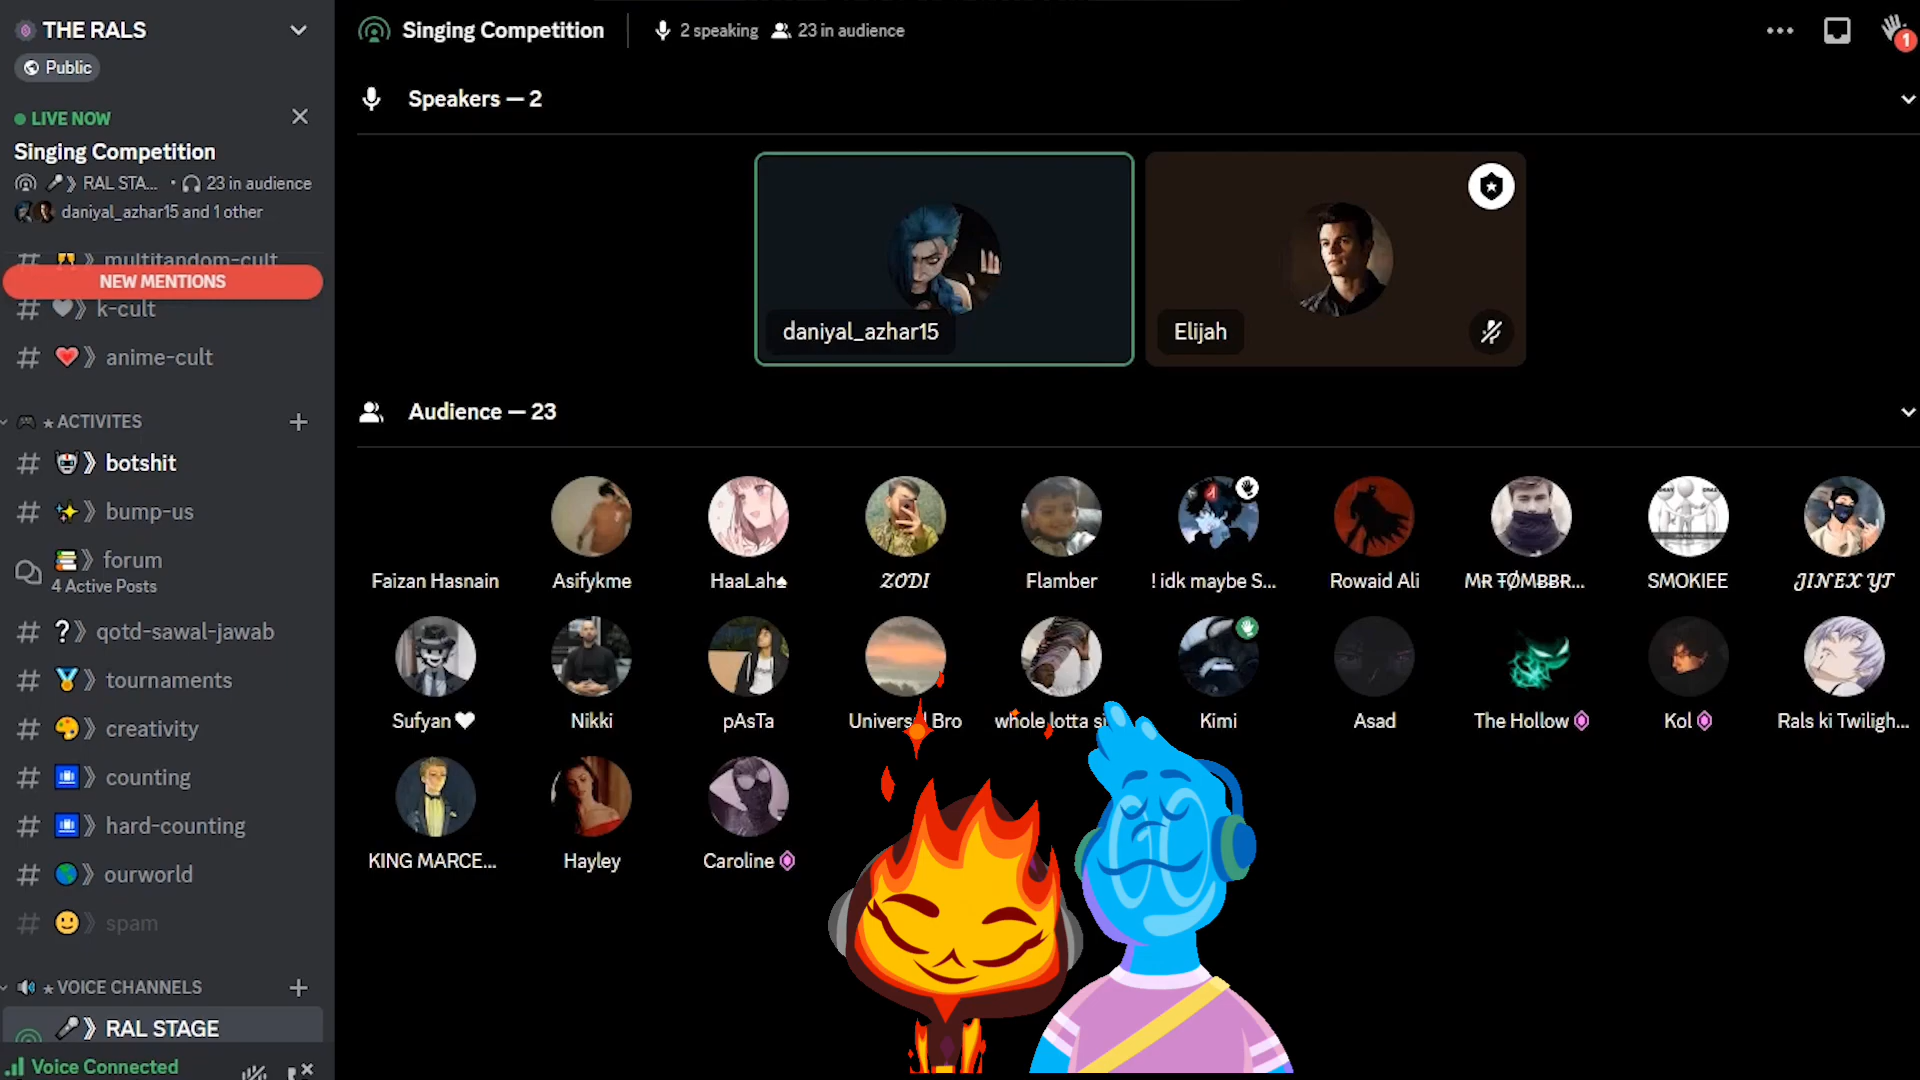 THE RALS
Public
LIVE NOW
Singing Competition
RAL STA... • 23 in audience
daniyal_azhar15 and 1 other
multifandom-cult
NEW MENTIONS
k-cult
anime-cult
ACTIVITES
botshit
bump-us
forum
4 Active Posts
qotd-sawal-jawab
tournaments
creativity
counting
hard-counting
ourworld
spam
VOICE CHANNELS
RAL STAGE
Voice Connected
Singing Competition
2 speaking 23 in audience
1
Speakers — 2
daniyal_azhar15
Elijah
Audience — 23
Faizan Hasnain
Asifykme
HaaLah♠
ZODI
Flamber
! idk maybe S...
Rowaid Ali
MR ŦØMɃɃR...
SMOKIEE
JINEX YT
Sufyan 🤍
Nikki
pAsTa
Universal Bro
whole lotta
Kimi
Asad
The Hollow
Kol
Rals ki Twiligh...
KING MARCE...
Hayley
Caroline